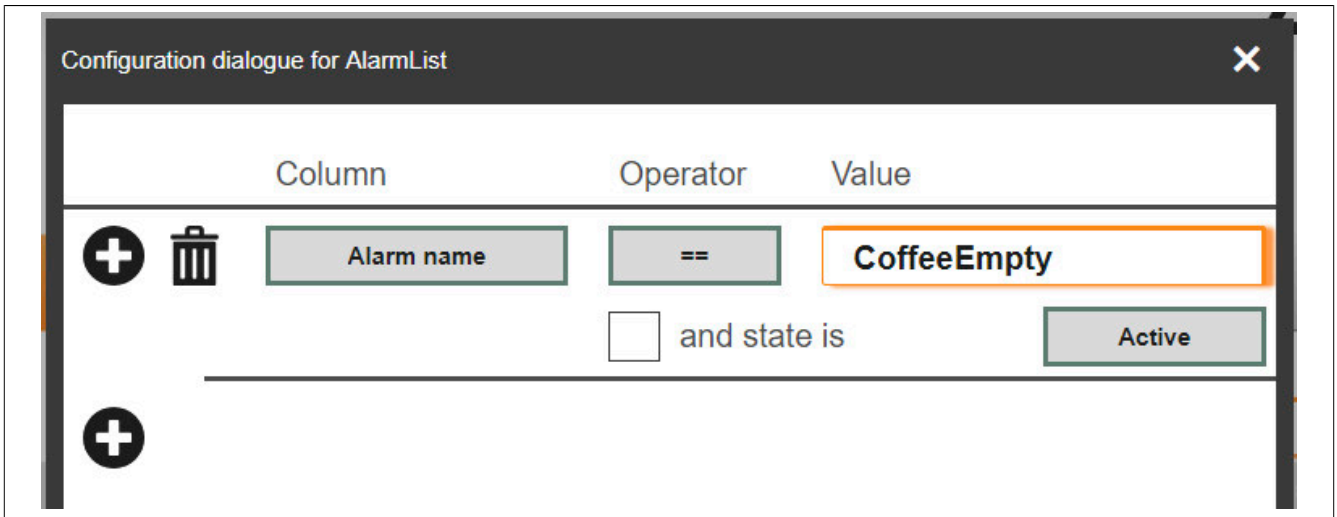 Configuration dialogue for AlarmList
Column Operator Value
Alarm name == CoffeeEmpty
and state is Active